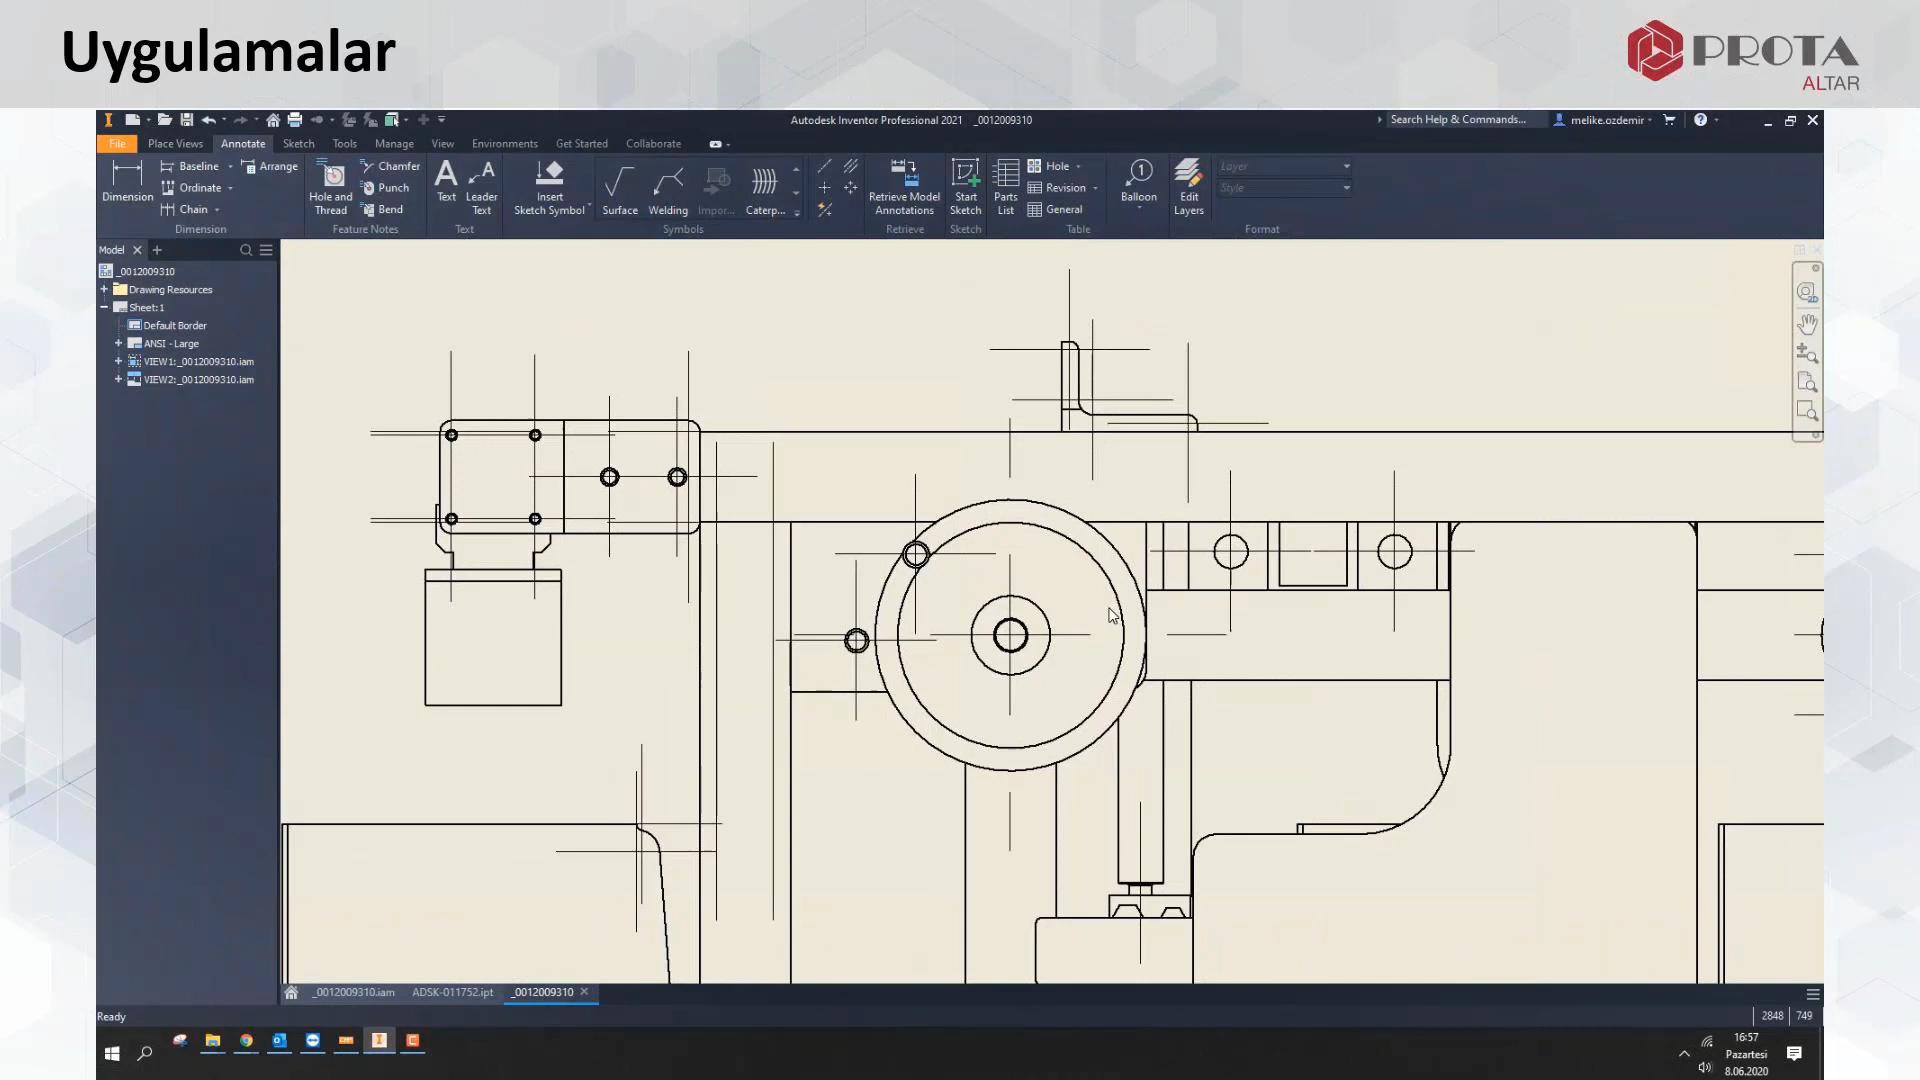 Uygulamalar
PROTA
ALTAR
Autodesk Inventor Professional 2021 _0012009310
Search Help & Commands...
melike.ozdemir
File Place Views Annotate Sketch Tools Manage View Environments Get Started Collaborate
Dimension
Baseline
Ordinate
Chain
Arrange
Dimension
Hole and
Thread
Chamfer
Punch
Bend
Feature Notes
Text
Leader
Text
Text
Insert
Sketch Symbol
Surface
Welding
Impor...
Caterp...
Symbols
Retrieve Model
Annotations
Retrieve
Start
Sketch
Sketch
Parts
List
Hole
Revision
General
Table
Balloon
Edit
Layers
Layer
Style
Format
Model
_0012009310
Drawing Resources
Sheet:1
Default Border
ANSI - Large
VIEW1:_0012009310.iam
VIEW2:_0012009310.iam
_0012009310.iam ADSK-011752.ipt _0012009310
Ready
2848 749
16:57
Pazartesi
8.06.2020